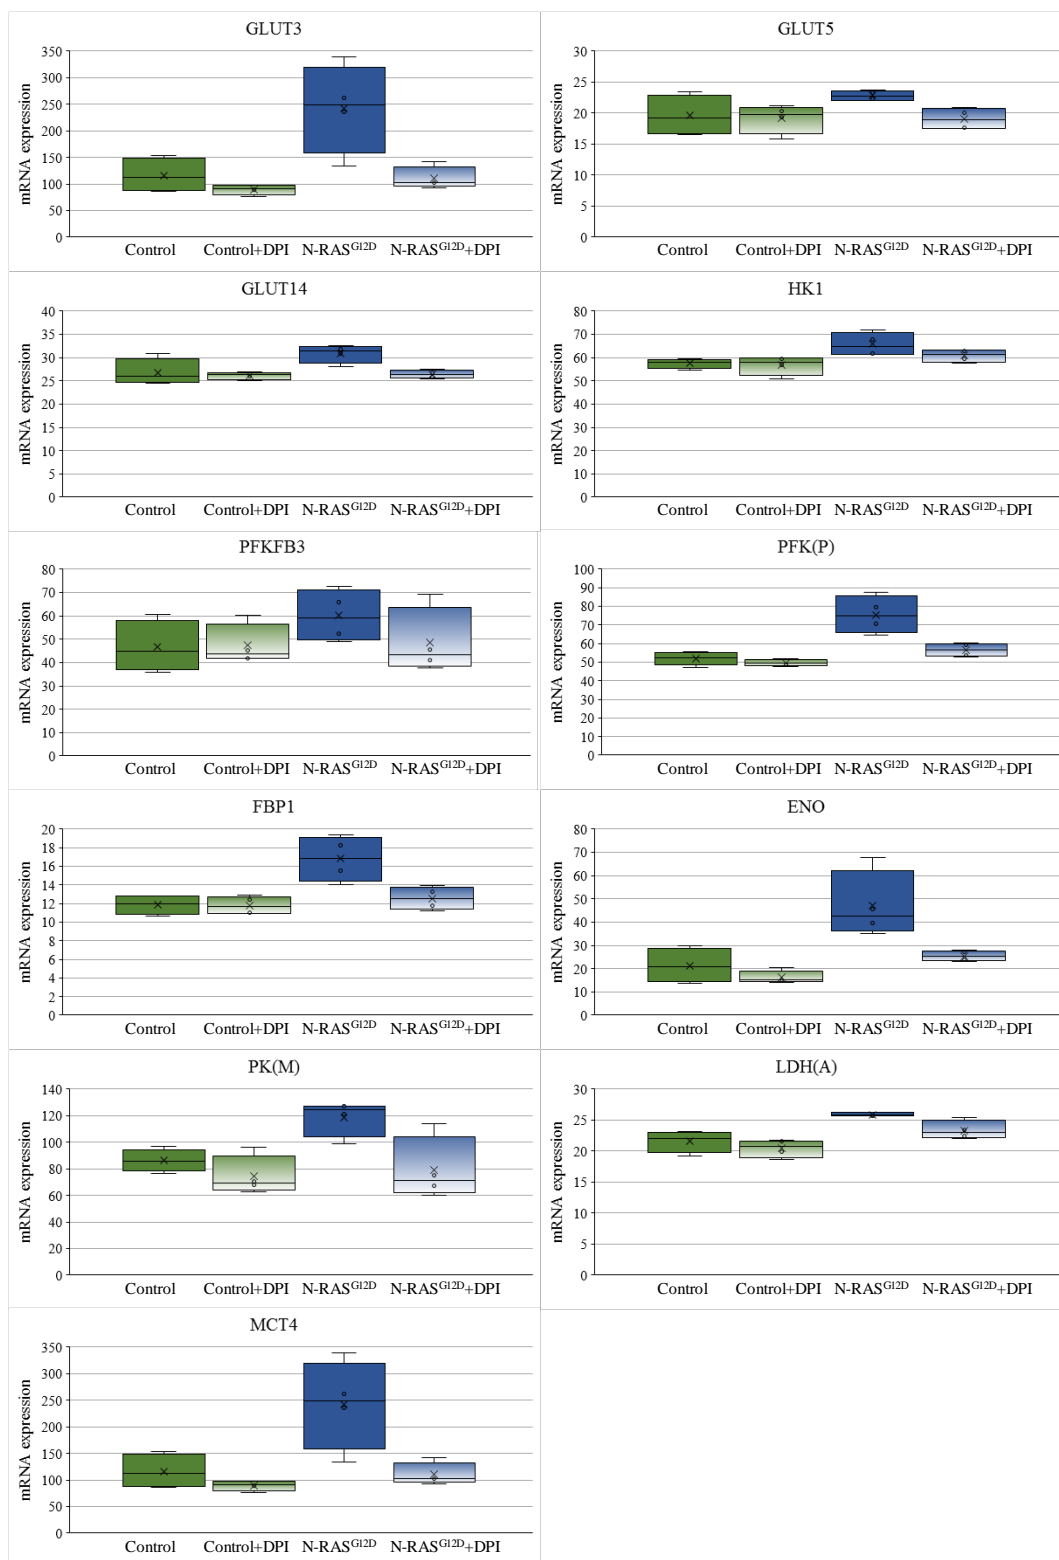 GLUT3
mRNA expression
350
300
250
200
150
100
50
0
Control Control+DPI N-RASG12D N-RASG12D+DPI
GLUT5
mRNA expression
30
25
20
15
10
5
0
Control Control+DPI N-RASG12D N-RASG12D+DPI
GLUT14
mRNA expression
40
35
30
25
20
15
10
5
0
Control Control+DPI N-RASG12D N-RASG12D+DPI
HK1
mRNA expression
80
70
60
50
40
30
20
10
0
Control Control+DPI N-RASG12D N-RASG12D+DPI
PFKFB3
mRNA expression
80
70
60
50
40
30
20
10
0
Control Control+DPI N-RASG12D N-RASG12D+DPI
PFK(P)
mRNA expression
100
90
80
70
60
50
40
30
20
10
0
Control Control+DPI N-RASG12D N-RASG12D+DPI
FBP1
mRNA expression
20
18
16
14
12
10
8
6
4
2
0
Control Control+DPI N-RASG12D N-RASG12D+DPI
ENO
mRNA expression
80
70
60
50
40
30
20
10
0
Control Control+DPI N-RASG12D N-RASG12D+DPI
PK(M)
mRNA expression
140
120
100
80
60
40
20
0
Control Control+DPI N-RASG12D N-RASG12D+DPI
LDH(A)
mRNA expression
30
25
20
15
10
5
0
Control Control+DPI N-RASG12D N-RASG12D+DPI
MCT4
mRNA expression
350
300
250
200
150
100
50
0
Control Control+DPI N-RASG12D N-RASG12D+DPI